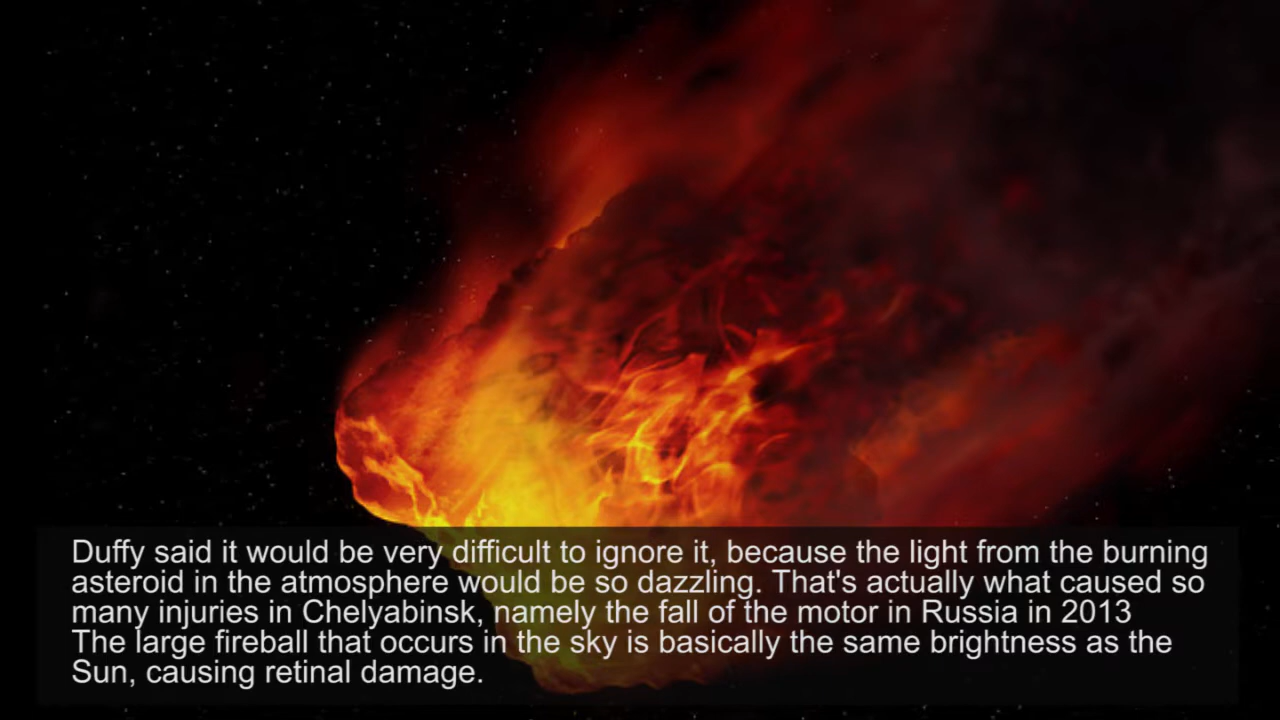 Duffy said it would be very difficult to ignore it, because the light from the burning
asteroid in the atmosphere would be so dazzling. That's actually what caused so
many injuries in Chelyabinsk, namely the fall of the motor in Russia in 2013
The large fireball that occurs in the sky is basically the same brightness as the
Sun, causing retinal damage.